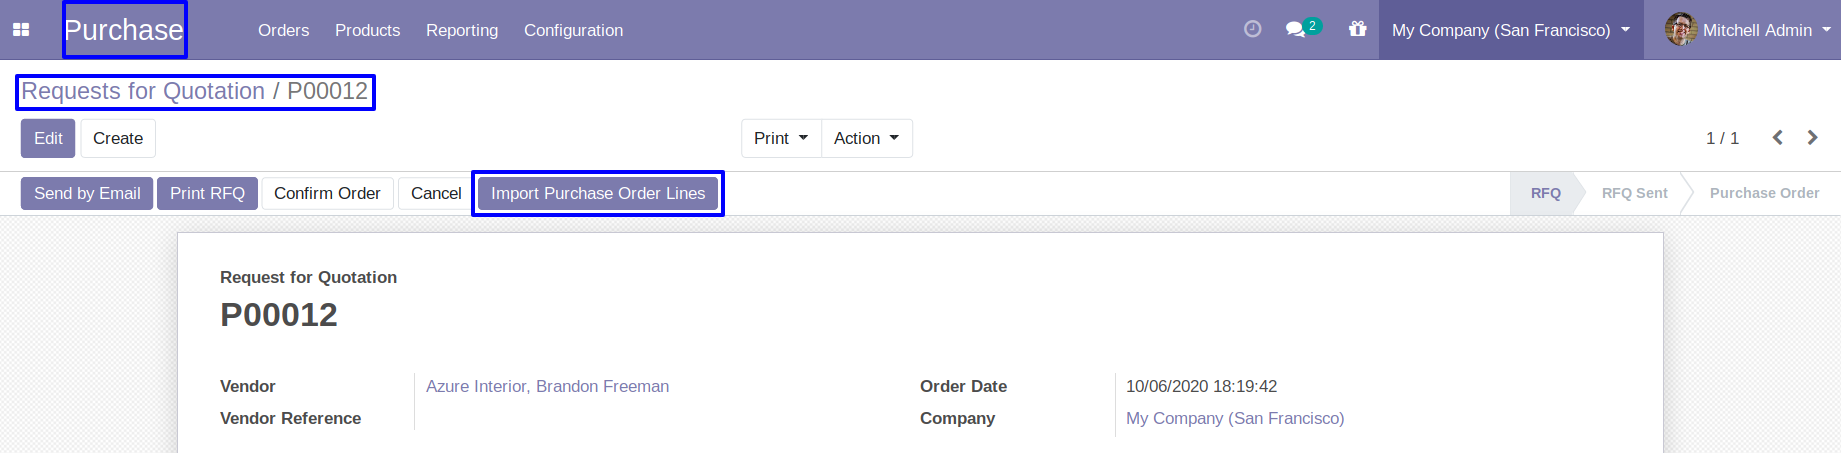 Purchase Orders Products Reporting Configuration 2 My Company (San Francisco) Mitchell Admin
Requests for Quotation / P00012
Edit Create Print Action 1 / 1
Send by Email Print RFQ Confirm Order Cancel Import Purchase Order Lines RFQ RFQ Sent Purchase Order
Request for Quotation
P00012
Vendor Azure Interior, Brandon Freeman Order Date 10/06/2020 18:19:42
Vendor Reference Company My Company (San Francisco)